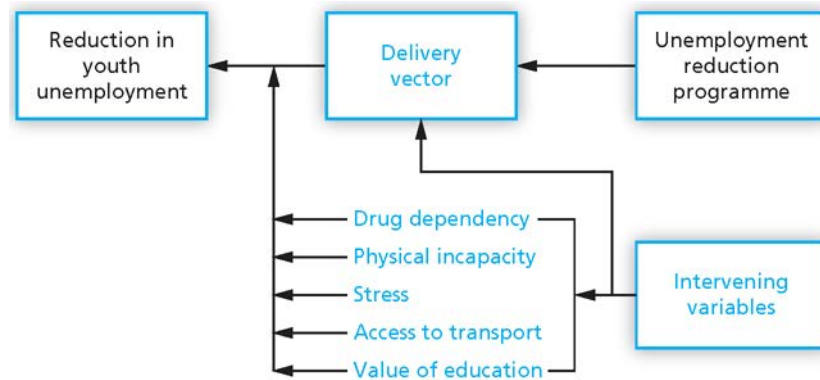 Reduction in
youth
unemployment
Delivery
vector
Unemployment
reduction
programme
Drug dependency
Physical incapacity
Stress
Access to transport
Value of education
Intervening
variables